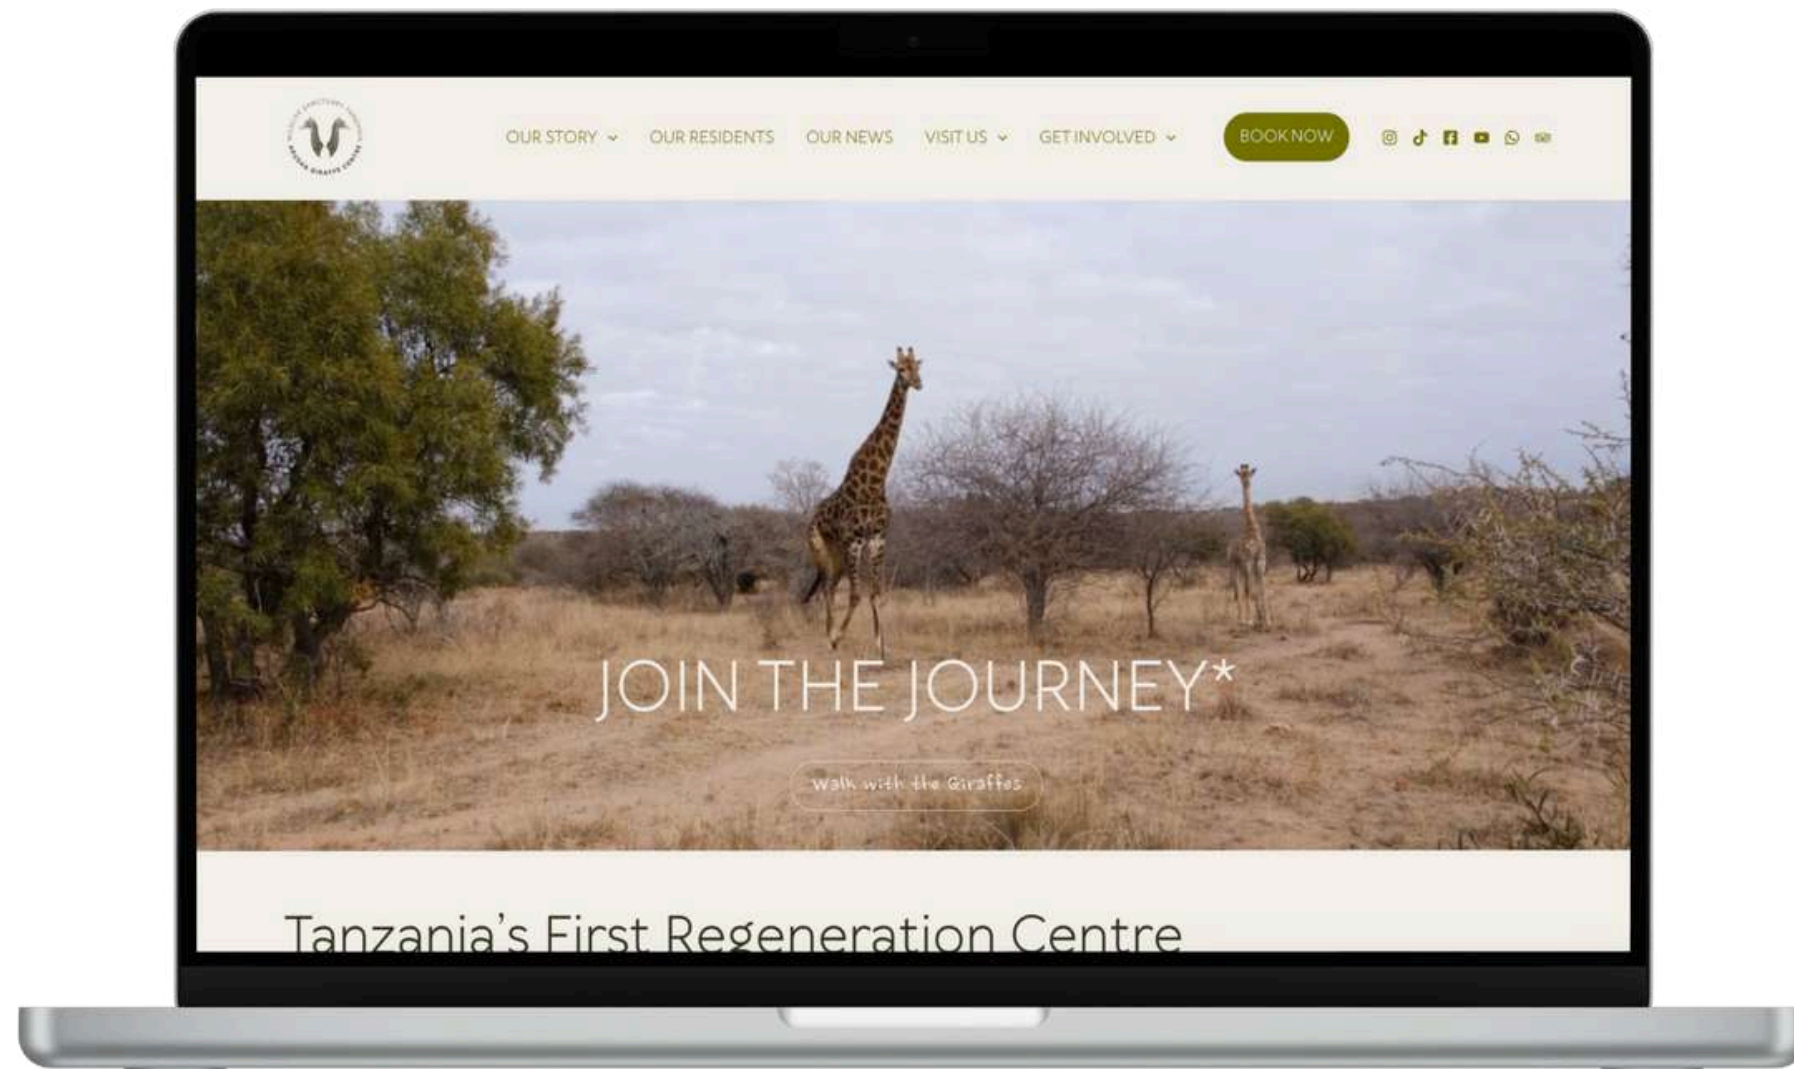 OUR STORY OUR RESIDENTS OUR NEWS VISIT US GET INVOLVED BOOK NOW
JOIN THE JOURNEY*
Walk with the Giraffes
Tanzania's First Regeneration Centre